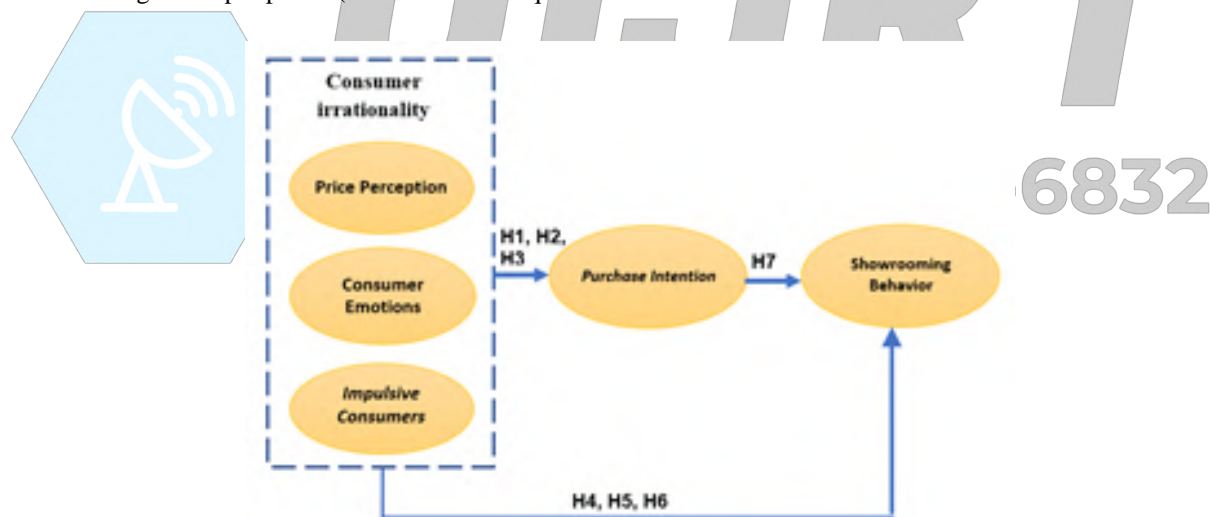 Consumer
irrationality
Price Perception
Consumer
Emotions
Impulsive
Consumers
H1, H2,
H3
Purchase Intention
H7
Showrooming
Behavior
H4, H5, H6
6832